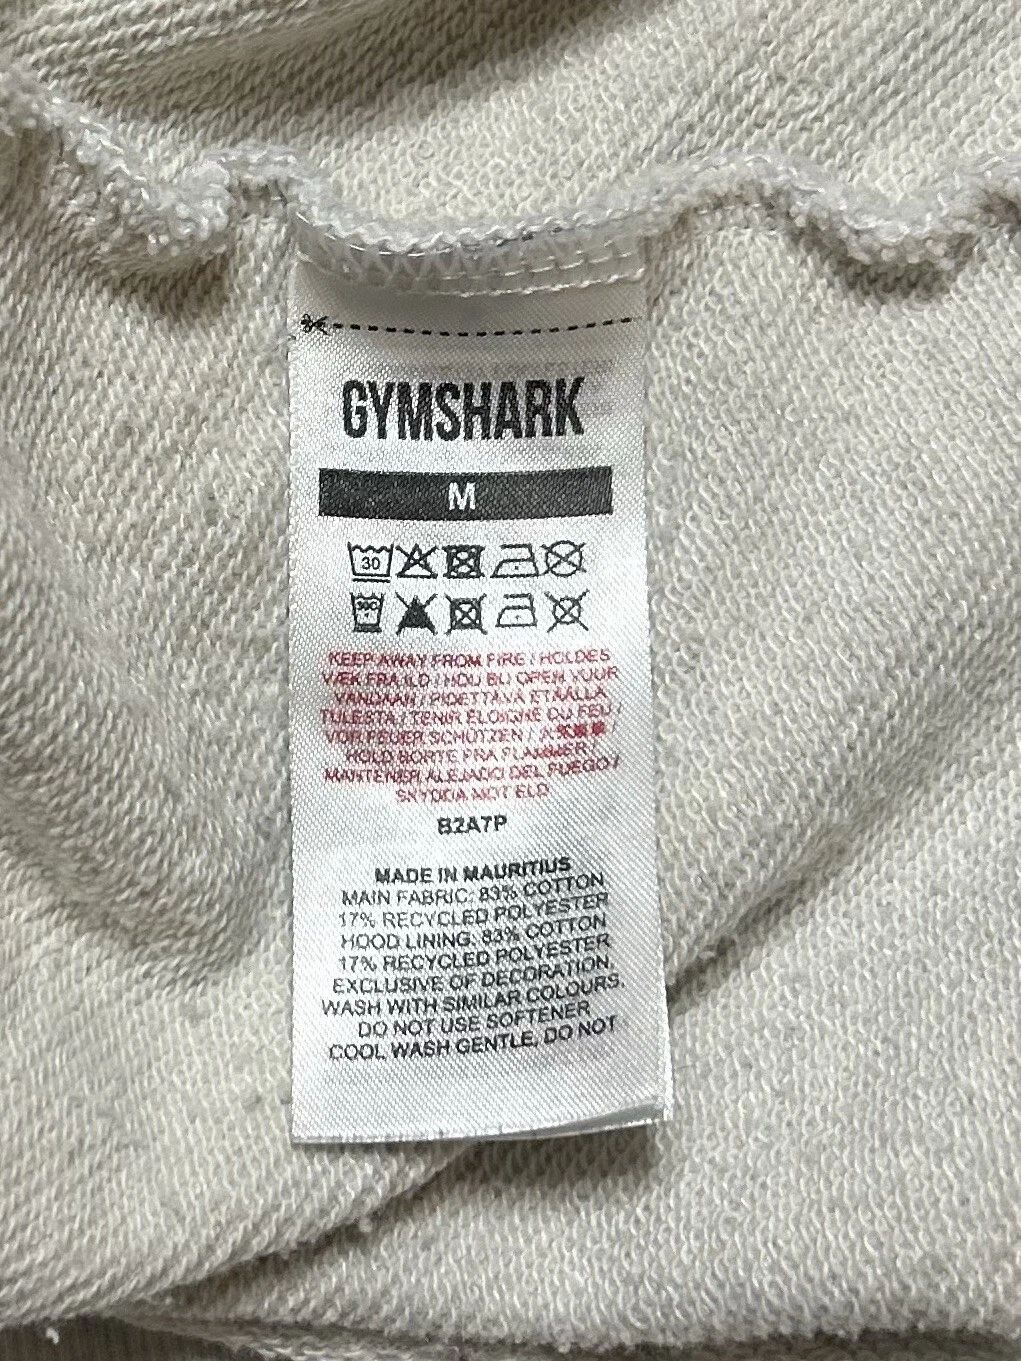 GYMSHARK
M
30
30C
KEEP AWAY FROM FIRE / HOLDES
VÆK FRA ILD / HOU BIJ OPEN VUUR
VANDAAN / PIDETTÄVÄ ETÄÄLLÄ
TULESTA / TENIR ÉLOIGNÉ DU FEU /
VOR FEUER SCHÜTZEN /
HOLD BORTE FRA FLAMMER /
MANTENER ALEJADO DEL FUEGO /
SKYDDA MOT ELD
B2A7P
MADE IN MAURITIUS
MAIN FABRIC: 83% COTTON
17% RECYCLED POLYESTER
HOOD LINING: 83% COTTON
17% RECYCLED POLYESTER
EXCLUSIVE OF DECORATION.
WASH WITH SIMILAR COLOURS.
DO NOT USE SOFTENER
COOL WASH GENTLE, DO NOT